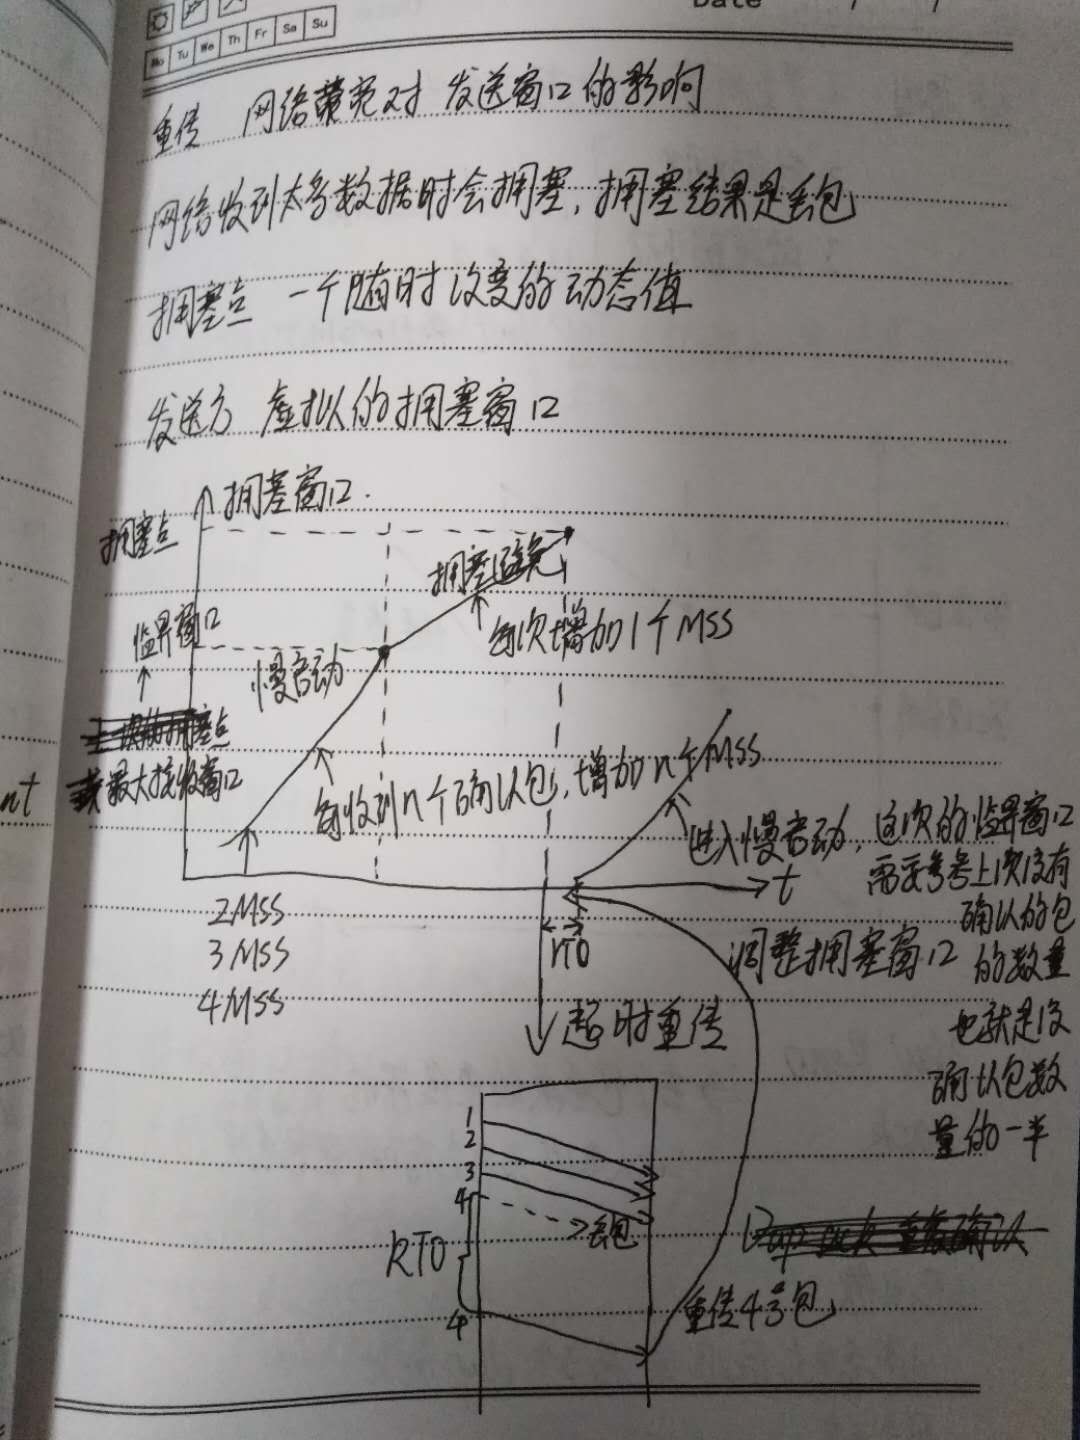 Date / /
Mo Tu We Th Fr Sa Su
重传 网络带宽对 发送窗口的影响
网络收到太多数据时会拥塞，拥塞结果是丢包
拥塞点 一个随时改变的动态值
发送方 虚拟的拥塞窗口
拥塞窗口.
拥塞点
拥塞避免
临界窗口
每次增加1个MSS
慢启动
最大接收窗口
每收到n个确认包，增加n个MSS
进入慢启动，这次的临界窗口
需要参考上次没有
确认的包
的数量
也就是没
确认包数
量的一半
t
2MSS
3MSS
4MSS
RTO
调整拥塞窗口
超时重传
1
2
3
4
丢包
RTO
4
重传4号包
nt